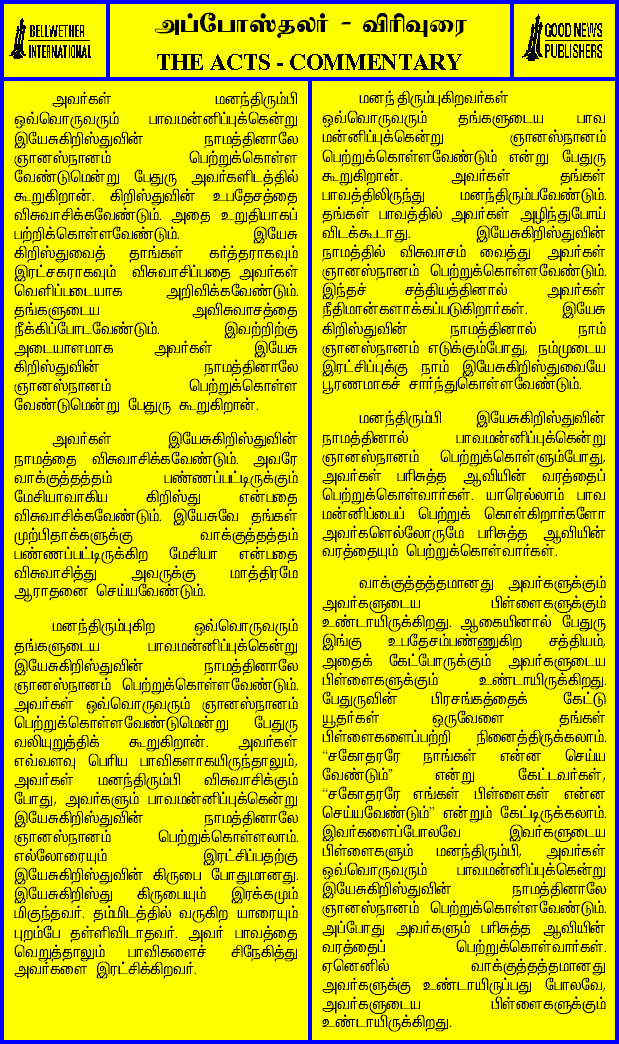 BELLWETHER
INTERNATIONAL
அப்போஸ்தலர் - விரிவுரை
THE ACTS - COMMENTARY
GOOD NEWS
PUBLISHERS
அவர்கள் மனந்திரும்பி
ஒவ்வொருவரும் பாவமன்னிப்புக்கென்று
இயேசுகிறிஸ்துவின் நாமத்தினாலே
ஞானஸ்நானம் பெற்றுக்கொள்ள
வேண்டுமென்று பேதுரு அவர்களிடத்தில்
கூறுகிறான். கிறிஸ்துவின் உபதேசத்தை
விசுவாசிக்கவேண்டும். அதை உறுதியாகப்
பற்றிக்கொள்ளவேண்டும். இயேசு
கிறிஸ்துவைத் தாங்கள் கர்த்தராகவும்
இரட்சகராகவும் விசுவாசிப்பதை அவர்கள்
வெளிப்படையாக அறிவிக்கவேண்டும்.
தங்களுடைய அவிசுவாசத்தை
நீக்கிப்போடவேண்டும். இவற்றிற்கு
அடையாளமாக அவர்கள் இயேசு
கிறிஸ்துவின் நாமத்தினாலே
ஞானஸ்நானம் பெற்றுக்கொள்ள
வேண்டுமென்று பேதுரு கூறுகிறான்.
அவர்கள் இயேசுகிறிஸ்துவின்
நாமத்தை விசுவாசிக்கவேண்டும். அவரே
வாக்குத்தத்தம் பண்ணப்பட்டிருக்கும்
மேசியாவாகிய கிறிஸ்து என்பதை
விசுவாசிக்கவேண்டும். இயேசுவே தங்கள்
முற்பிதாக்களுக்கு வாக்குத்தத்தம்
பண்ணப்பட்டிருக்கிற மேசியா என்பதை
விசுவாசித்து அவருக்கு மாத்திரமே
ஆராதனை செய்யவேண்டும்.
மனந்திரும்புகிற ஒவ்வொருவரும்
தங்களுடைய பாவமன்னிப்புக்கென்று
இயேசுகிறிஸ்துவின் நாமத்தினாலே
ஞானஸ்நானம் பெற்றுக்கொள்ளவேண்டும்.
அவர்கள் ஒவ்வொருவரும் ஞானஸ்நானம்
பெற்றுக்கொள்ளவேண்டுமென்று பேதுரு
வலியுறுத்திக் கூறுகிறான். அவர்கள்
எவ்வளவு பெரிய பாவிகளாகயிருந்தாலும்,
அவர்கள் மனந்திரும்பி விசுவாசிக்கும்
போது, அவர்களும் பாவமன்னிப்புக்கென்று
இயேசுகிறிஸ்துவின் நாமத்தினாலே
ஞானஸ்நானம் பெற்றுக்கொள்ளலாம்.
எல்லோரையும் இரட்சிப்பதற்கு
இயேசுகிறிஸ்துவின் கிருபை போதுமானது.
இயேசுகிறிஸ்து கிருபையும் இரக்கமும்
மிகுந்தவர். தம்மிடத்தில் வருகிற யாரையும்
புறம்பே தள்ளிவிடாதவர். அவர் பாவத்தை
வெறுத்தாலும் பாவிகளைச் சிநேகித்து
அவர்களை இரட்சிக்கிறவர்.
மனந்திரும்புகிறவர்கள்
ஒவ்வொருவரும் தங்களுடைய பாவ
மன்னிப்புக்கென்று ஞானஸ்நானம்
பெற்றுக்கொள்ளவேண்டும் என்று பேதுரு
கூறுகிறான். அவர்கள் தங்கள்
பாவத்திலிருந்து மனந்திரும்பவேண்டும்.
தங்கள் பாவத்தில் அவர்கள் அழிந்துபோய்
விடக்கூடாது. இயேசுகிறிஸ்துவின்
நாமத்தில் விசுவாசம் வைத்து அவர்கள்
ஞானஸ்நானம் பெற்றுக்கொள்ளவேண்டும்.
இந்தச் சத்தியத்தினால் அவர்கள்
நீதிமான்களாக்கப்படுகிறார்கள். இயேசு
கிறிஸ்துவின் நாமத்தினால் நாம்
ஞானஸ்நானம் எடுக்கும்போது, நம்முடைய
இரட்சிப்புக்கு நாம் இயேசுகிறிஸ்துவையே
பூரணமாகச் சார்ந்துகொள்ளவேண்டும்.
மனந்திரும்பி இயேசுகிறிஸ்துவின்
நாமத்தினால் பாவமன்னிப்புக்கென்று
ஞானஸ்நானம் பெற்றுக்கொள்ளும்போது,
அவர்கள் பரிசுத்த ஆவியின் வரத்தைப்
பெற்றுக்கொள்வார்கள். யாரெல்லாம் பாவ
மன்னிப்பைப் பெற்றுக் கொள்கிறார்களோ
அவர்களெல்லோருமே பரிசுத்த ஆவியின்
வரத்தையும் பெற்றுக்கொள்வார்கள்.
வாக்குத்தத்தமானது அவர்களுக்கும்
அவர்களுடைய பிள்ளைகளுக்கும்
உண்டாயிருக்கிறது. ஆகையினால் பேதுரு
இங்கு உபதேசம்பண்ணுகிற சத்தியம்,
அதைக் கேட்போருக்கும் அவர்களுடைய
பிள்ளைகளுக்கும் உண்டாயிருக்கிறது.
பேதுருவின் பிரசங்கத்தைக் கேட்டு
யூதர்கள் ஒருவேளை தங்கள்
பிள்ளைகளைப்பற்றி நினைத்திருக்கலாம்.
“சகோதரரே நாங்கள் என்ன செய்ய
வேண்டும்” என்று கேட்டவர்கள்,
“சகோதரரே எங்கள் பிள்ளைகள் என்ன
செய்யவேண்டும்” என்றும் கேட்டிருக்கலாம்.
இவர்களைப்போலவே இவர்களுடைய
பிள்ளைகளும் மனந்திரும்பி, அவர்கள்
ஒவ்வொருவரும் பாவமன்னிப்புக்கென்று
இயேசுகிறிஸ்துவின் நாமத்தினாலே
ஞானஸ்நானம் பெற்றுக்கொள்ளவேண்டும்.
அப்போது அவர்களும் பரிசுத்த ஆவியின்
வரத்தைப் பெற்றுக்கொள்வார்கள்.
ஏனெனில் வாக்குத்தத்தமானது
அவர்களுக்கு உண்டாயிருப்பது போலவே,
அவர்களுடைய பிள்ளைகளுக்கும்
உண்டாயிருக்கிறது.